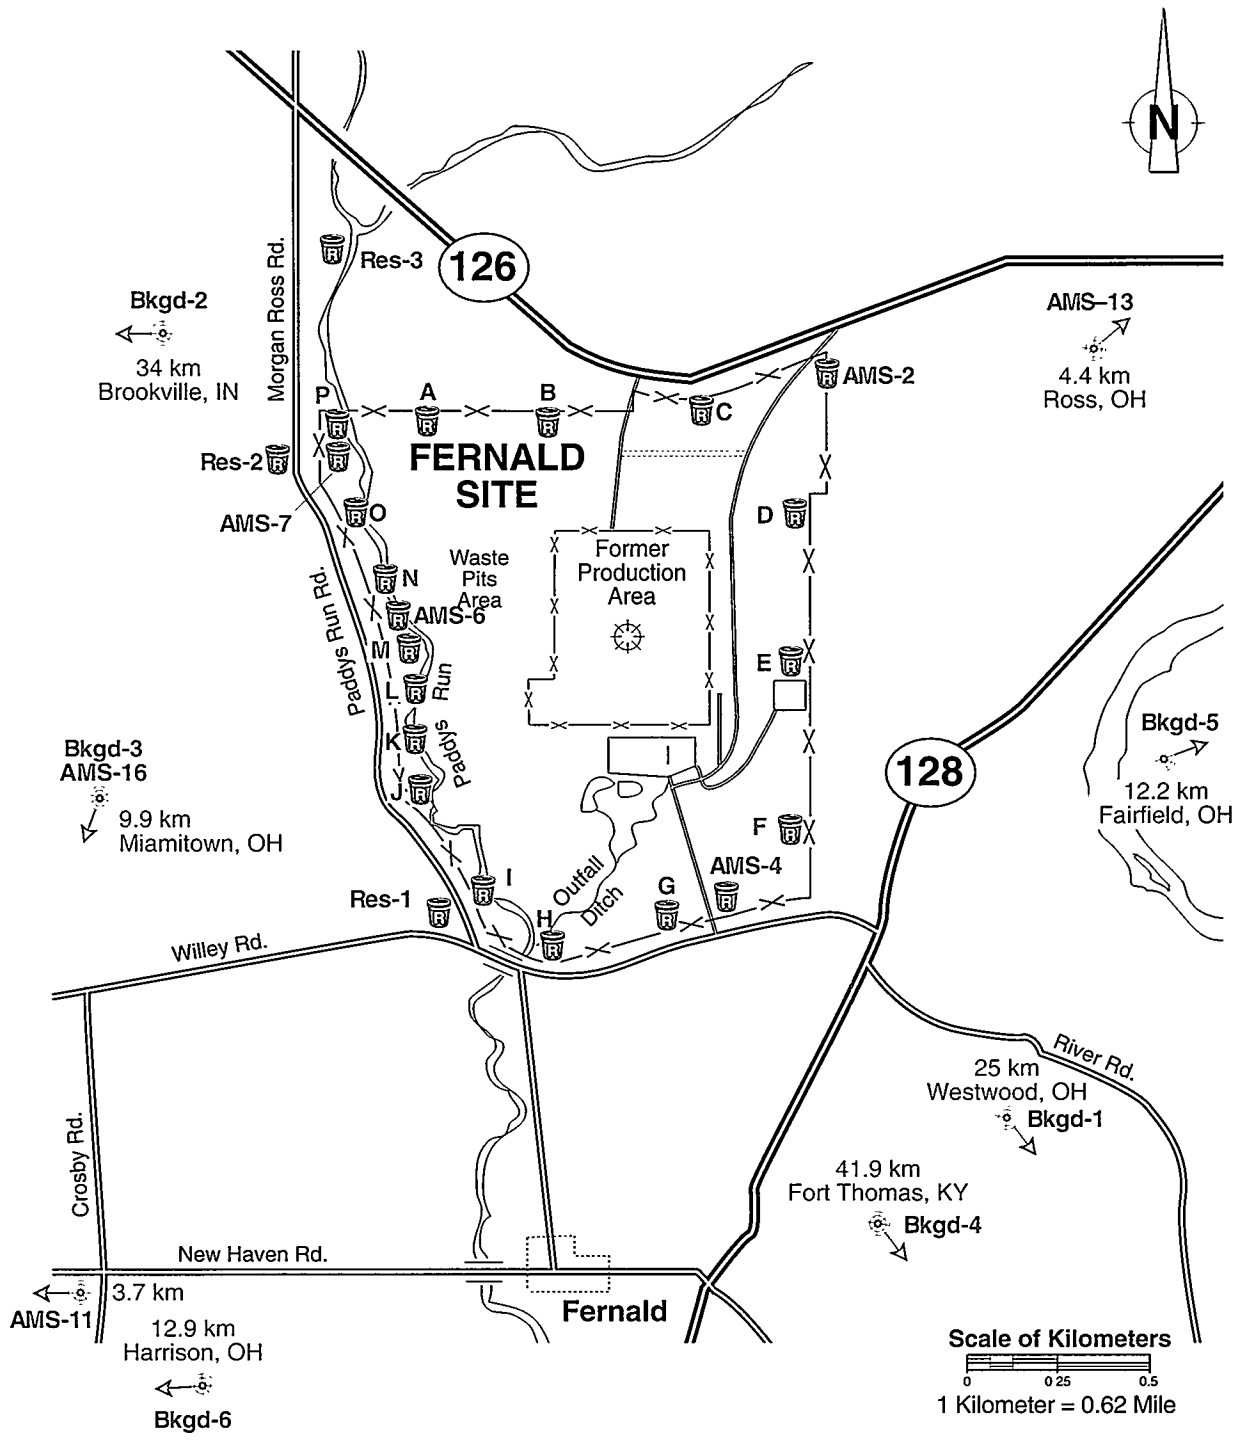 N
126
Res-3
Morgan Ross Rd.
Bkgd-2
34 km
Brookville, IN
AMS–13
4.4 km
Ross, OH
AMS-2
P
A
B
C
R
R
R
R
R
R
FERNALD
SITE
Res-2
R
R
AMS-7
O
R
D
R
Waste
Pits
Area
Former
Production
Area
N
R
AMS-6
R
M
R
E
R
L
R
Paddys Run Rd.
Paddys Run
K
R
J
R
Bkgd-3
AMS-16
9.9 km
Miamitown, OH
128
Bkgd-5
12.2 km
Fairfield, OH
F
R
AMS-4
R
G
R
Outfall
Ditch
I
R
H
R
Res-1
R
Willey Rd.
River Rd.
25 km
Westwood, OH
Bkgd-1
41.9 km
Fort Thomas, KY
Bkgd-4
Crosby Rd.
New Haven Rd.
3.7 km
AMS-11
12.9 km
Harrison, OH
Bkgd-6
Fernald
Scale of Kilometers
0 0 25 0.5
1 Kilometer = 0.62 Mile